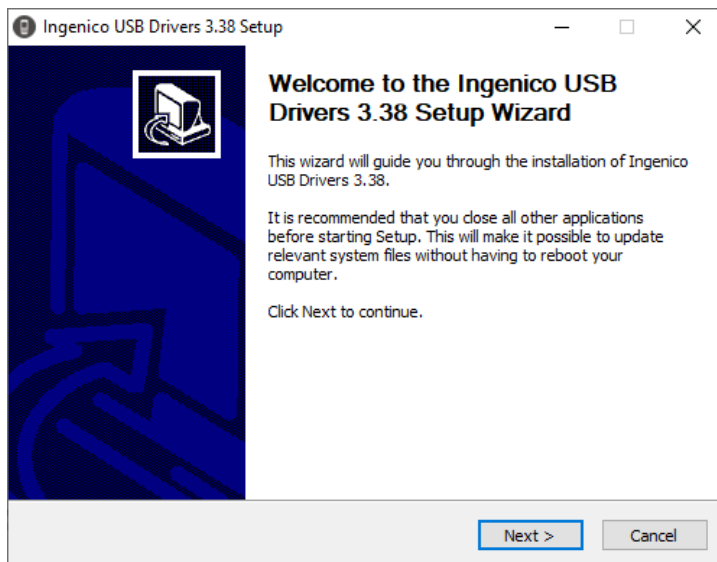 Ingenico USB Drivers 3.38 Setup
Welcome to the Ingenico USB
Drivers 3.38 Setup Wizard
This wizard will guide you through the installation of Ingenico
USB Drivers 3.38.
It is recommended that you close all other applications
before starting Setup. This will make it possible to update
relevant system files without having to reboot your
computer.
Click Next to continue.
Next >
Cancel